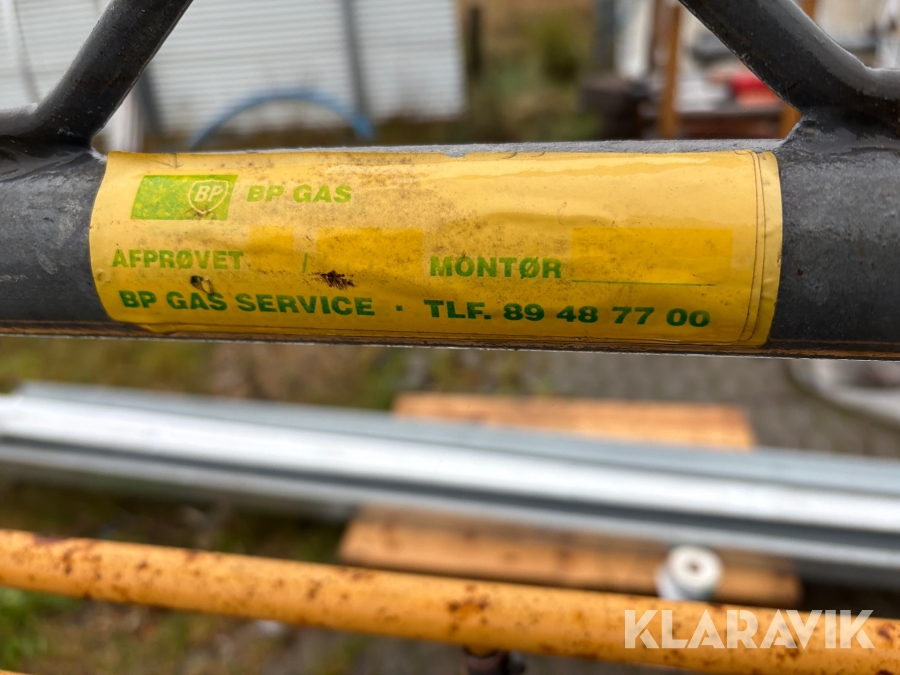 BP BP GAS
AFPRØVET / MONTØR
BP GAS SERVICE · TLF. 89 48 77 00
KLARAVIK